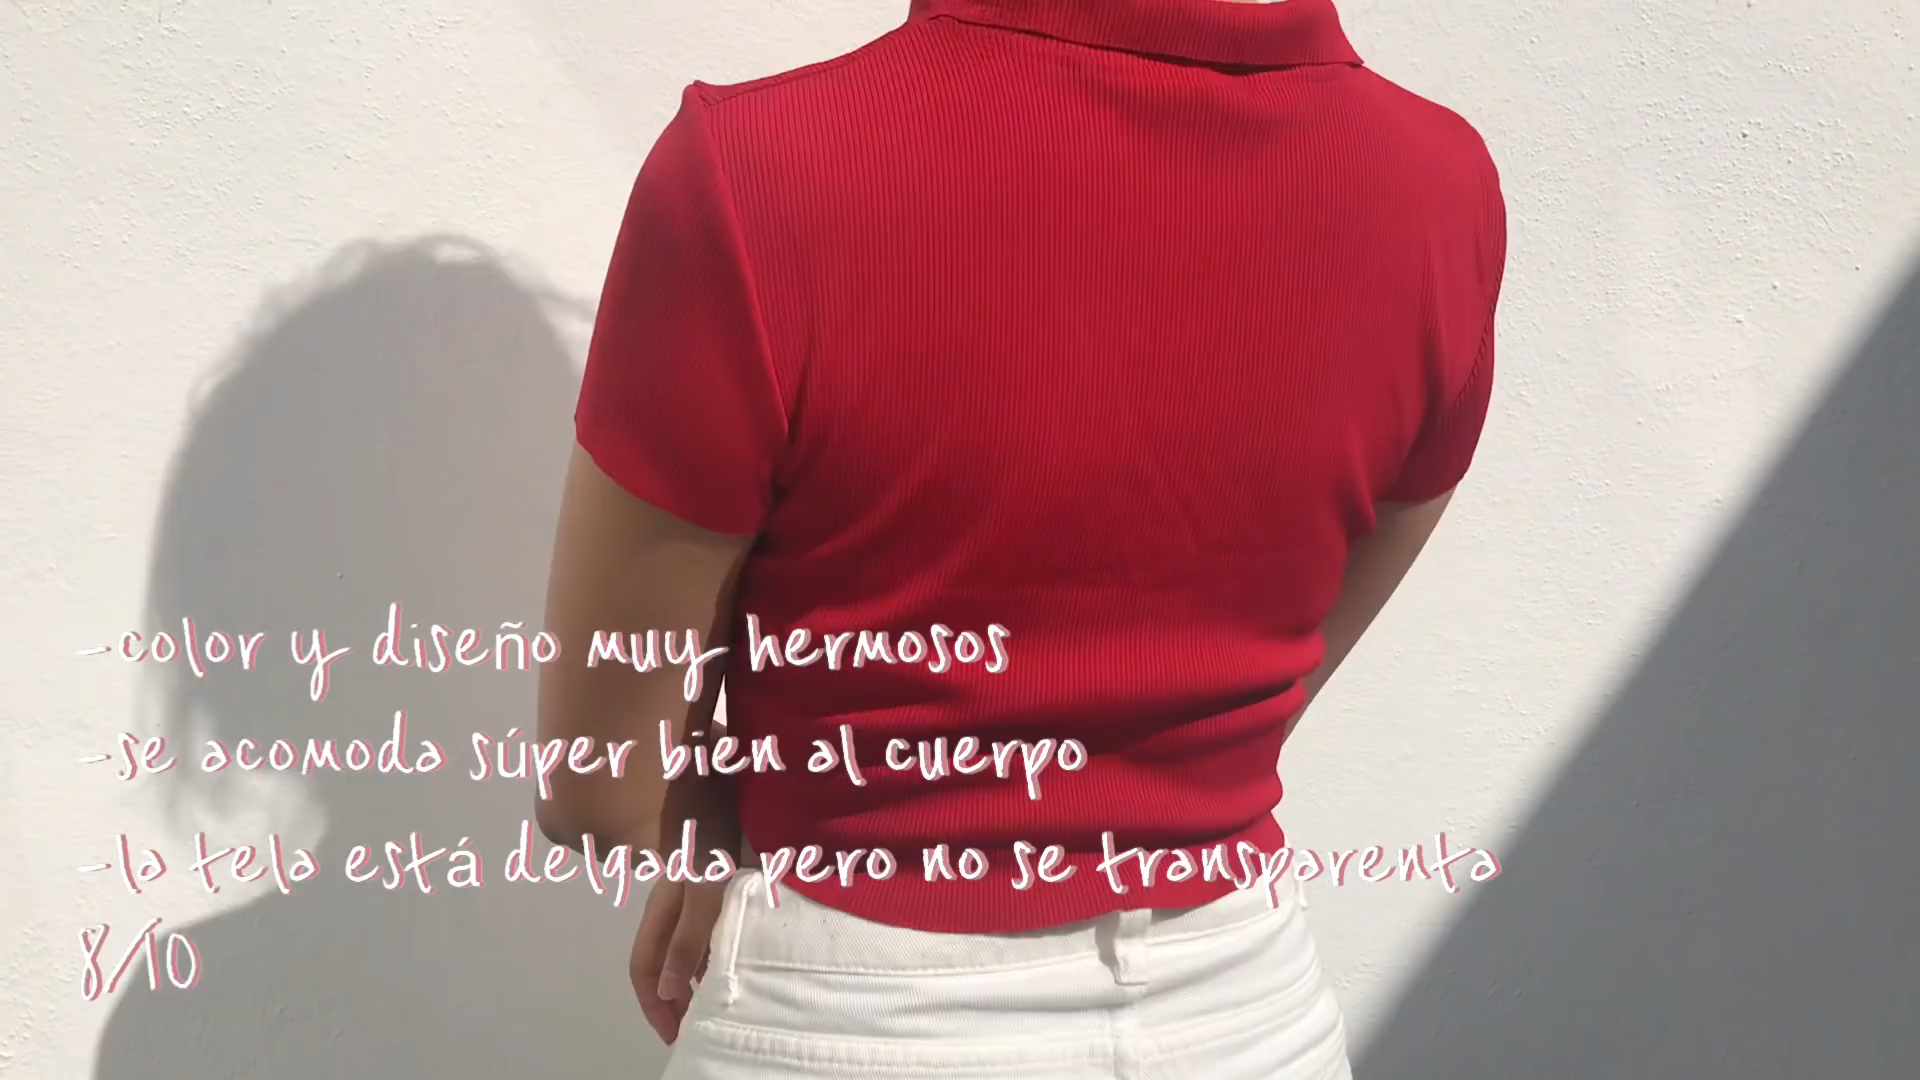 -color y diseño muy hermosos
-se acomoda súper bien al cuerpo
-la tela está delgada pero no se transparenta
8/10